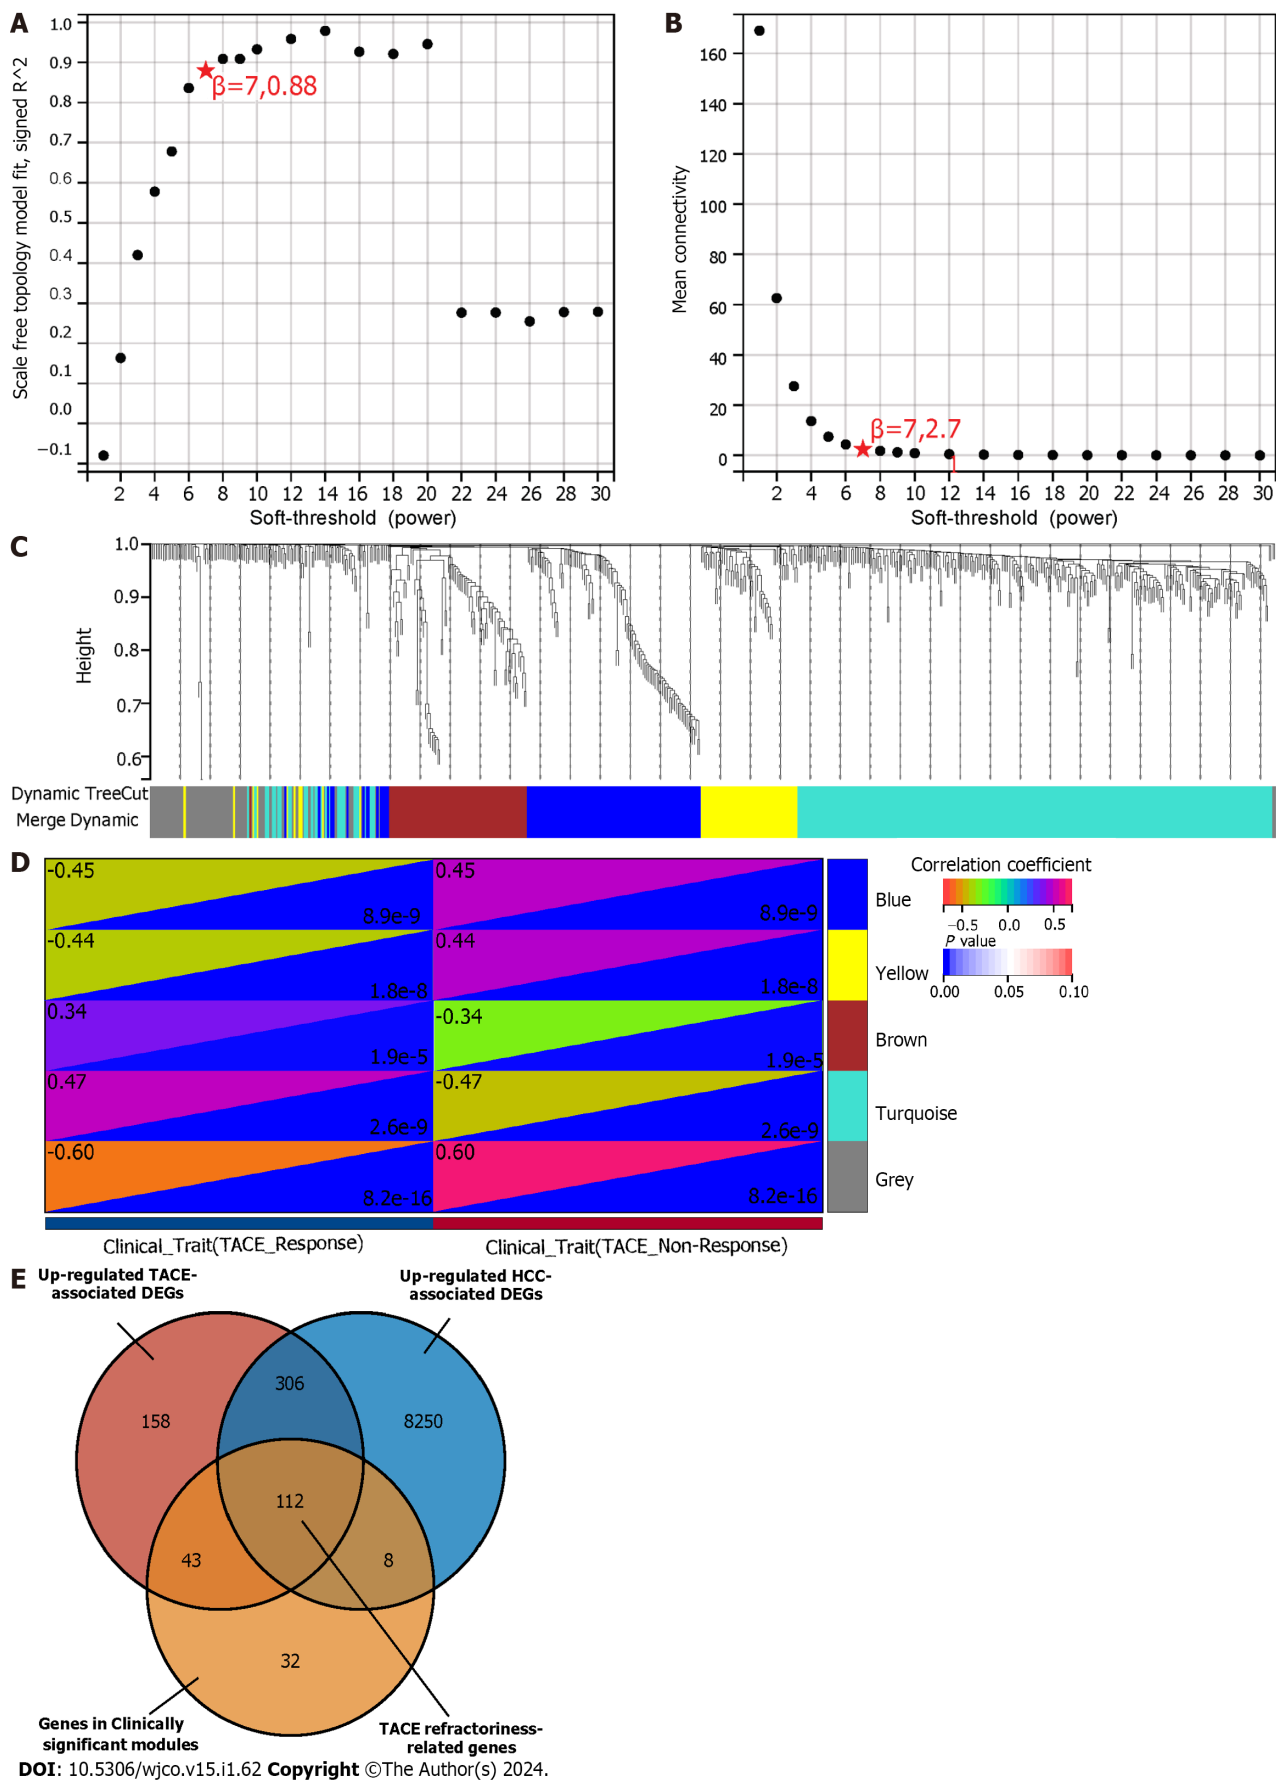 A
Scale free topology model fit, signed R^2
1.0
0.9
0.8
0.7
0.6
0.5
0.4
0.3
0.2
0.1
0.0
−0.1
β=7,0.88
2 4 6 8 10 12 14 16 18 20 22 24 26 28 30
Soft-threshold (power)
B
Mean connectivity
160
140
120
100
80
60
40
20
0
β=7,2.7
2 4 6 8 10 12 14 16 18 20 22 24 26 28 30
Soft-threshold (power)
C
Height
1.0
0.9
0.8
0.7
0.6
Dynamic TreeCut
Merge Dynamic
D
-0.45 8.9e-9 0.45 8.9e-9 Blue
-0.44 1.8e-8 0.44 1.8e-8 Yellow
0.34 1.9e-5 -0.34 1.9e-5 Brown
0.47 2.6e-9 -0.47 2.6e-9 Turquoise
-0.60 8.2e-16 0.60 8.2e-16 Grey
Clinical_Trait(TACE_Response) Clinical_Trait(TACE_Non-Response)
Correlation coefficient
−0.5 0.0 0.5
P value
0.00 0.05 0.10
E
Up-regulated TACE-
associated DEGs
Up-regulated HCC-
associated DEGs
306
158
8250
112
43
8
32
Genes in Clinically
significant modules
TACE refractoriness-
related genes
DOI: 10.5306/wjco.v15.i1.62 Copyright ©The Author(s) 2024.